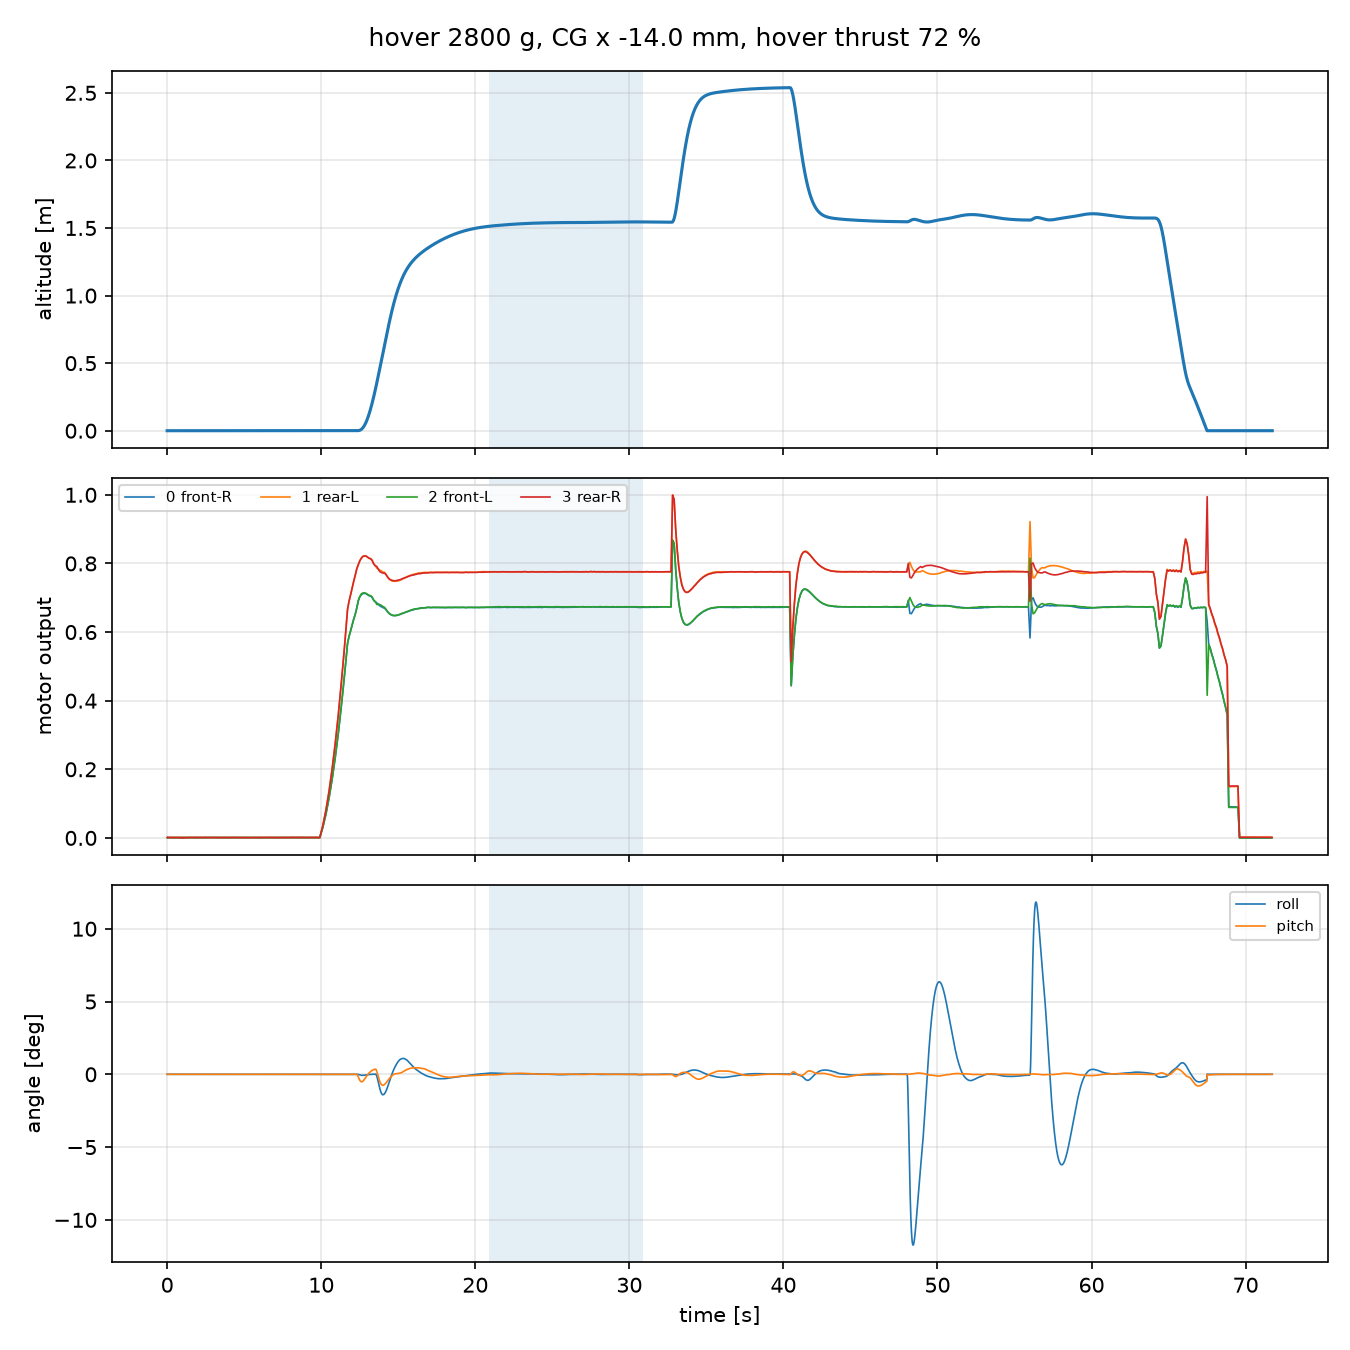 hover 2800 g, CG x -14.0 mm, hover thrust 72 %
altitude [m]
2.5
2.0
1.5
1.0
0.5
0.0
motor output
0 front-R 1 rear-L 2 front-L 3 rear-R
1.0
0.8
0.6
0.4
0.2
0.0
angle [deg]
roll
pitch
10
5
0
−5
−10
0 10 20 30 40 50 60 70
time [s]